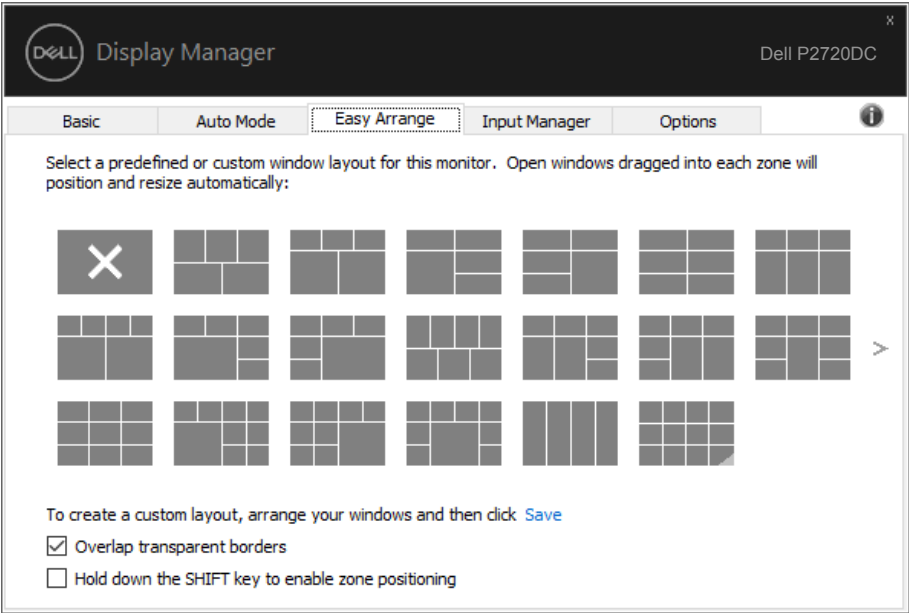 x
DELL Display Manager
Dell P2720DC
Basic Auto Mode Easy Arrange Input Manager Options
Select a predefined or custom window layout for this monitor. Open windows dragged into each zone will
position and resize automatically:
>
To create a custom layout, arrange your windows and then click Save
Overlap transparent borders
Hold down the SHIFT key to enable zone positioning